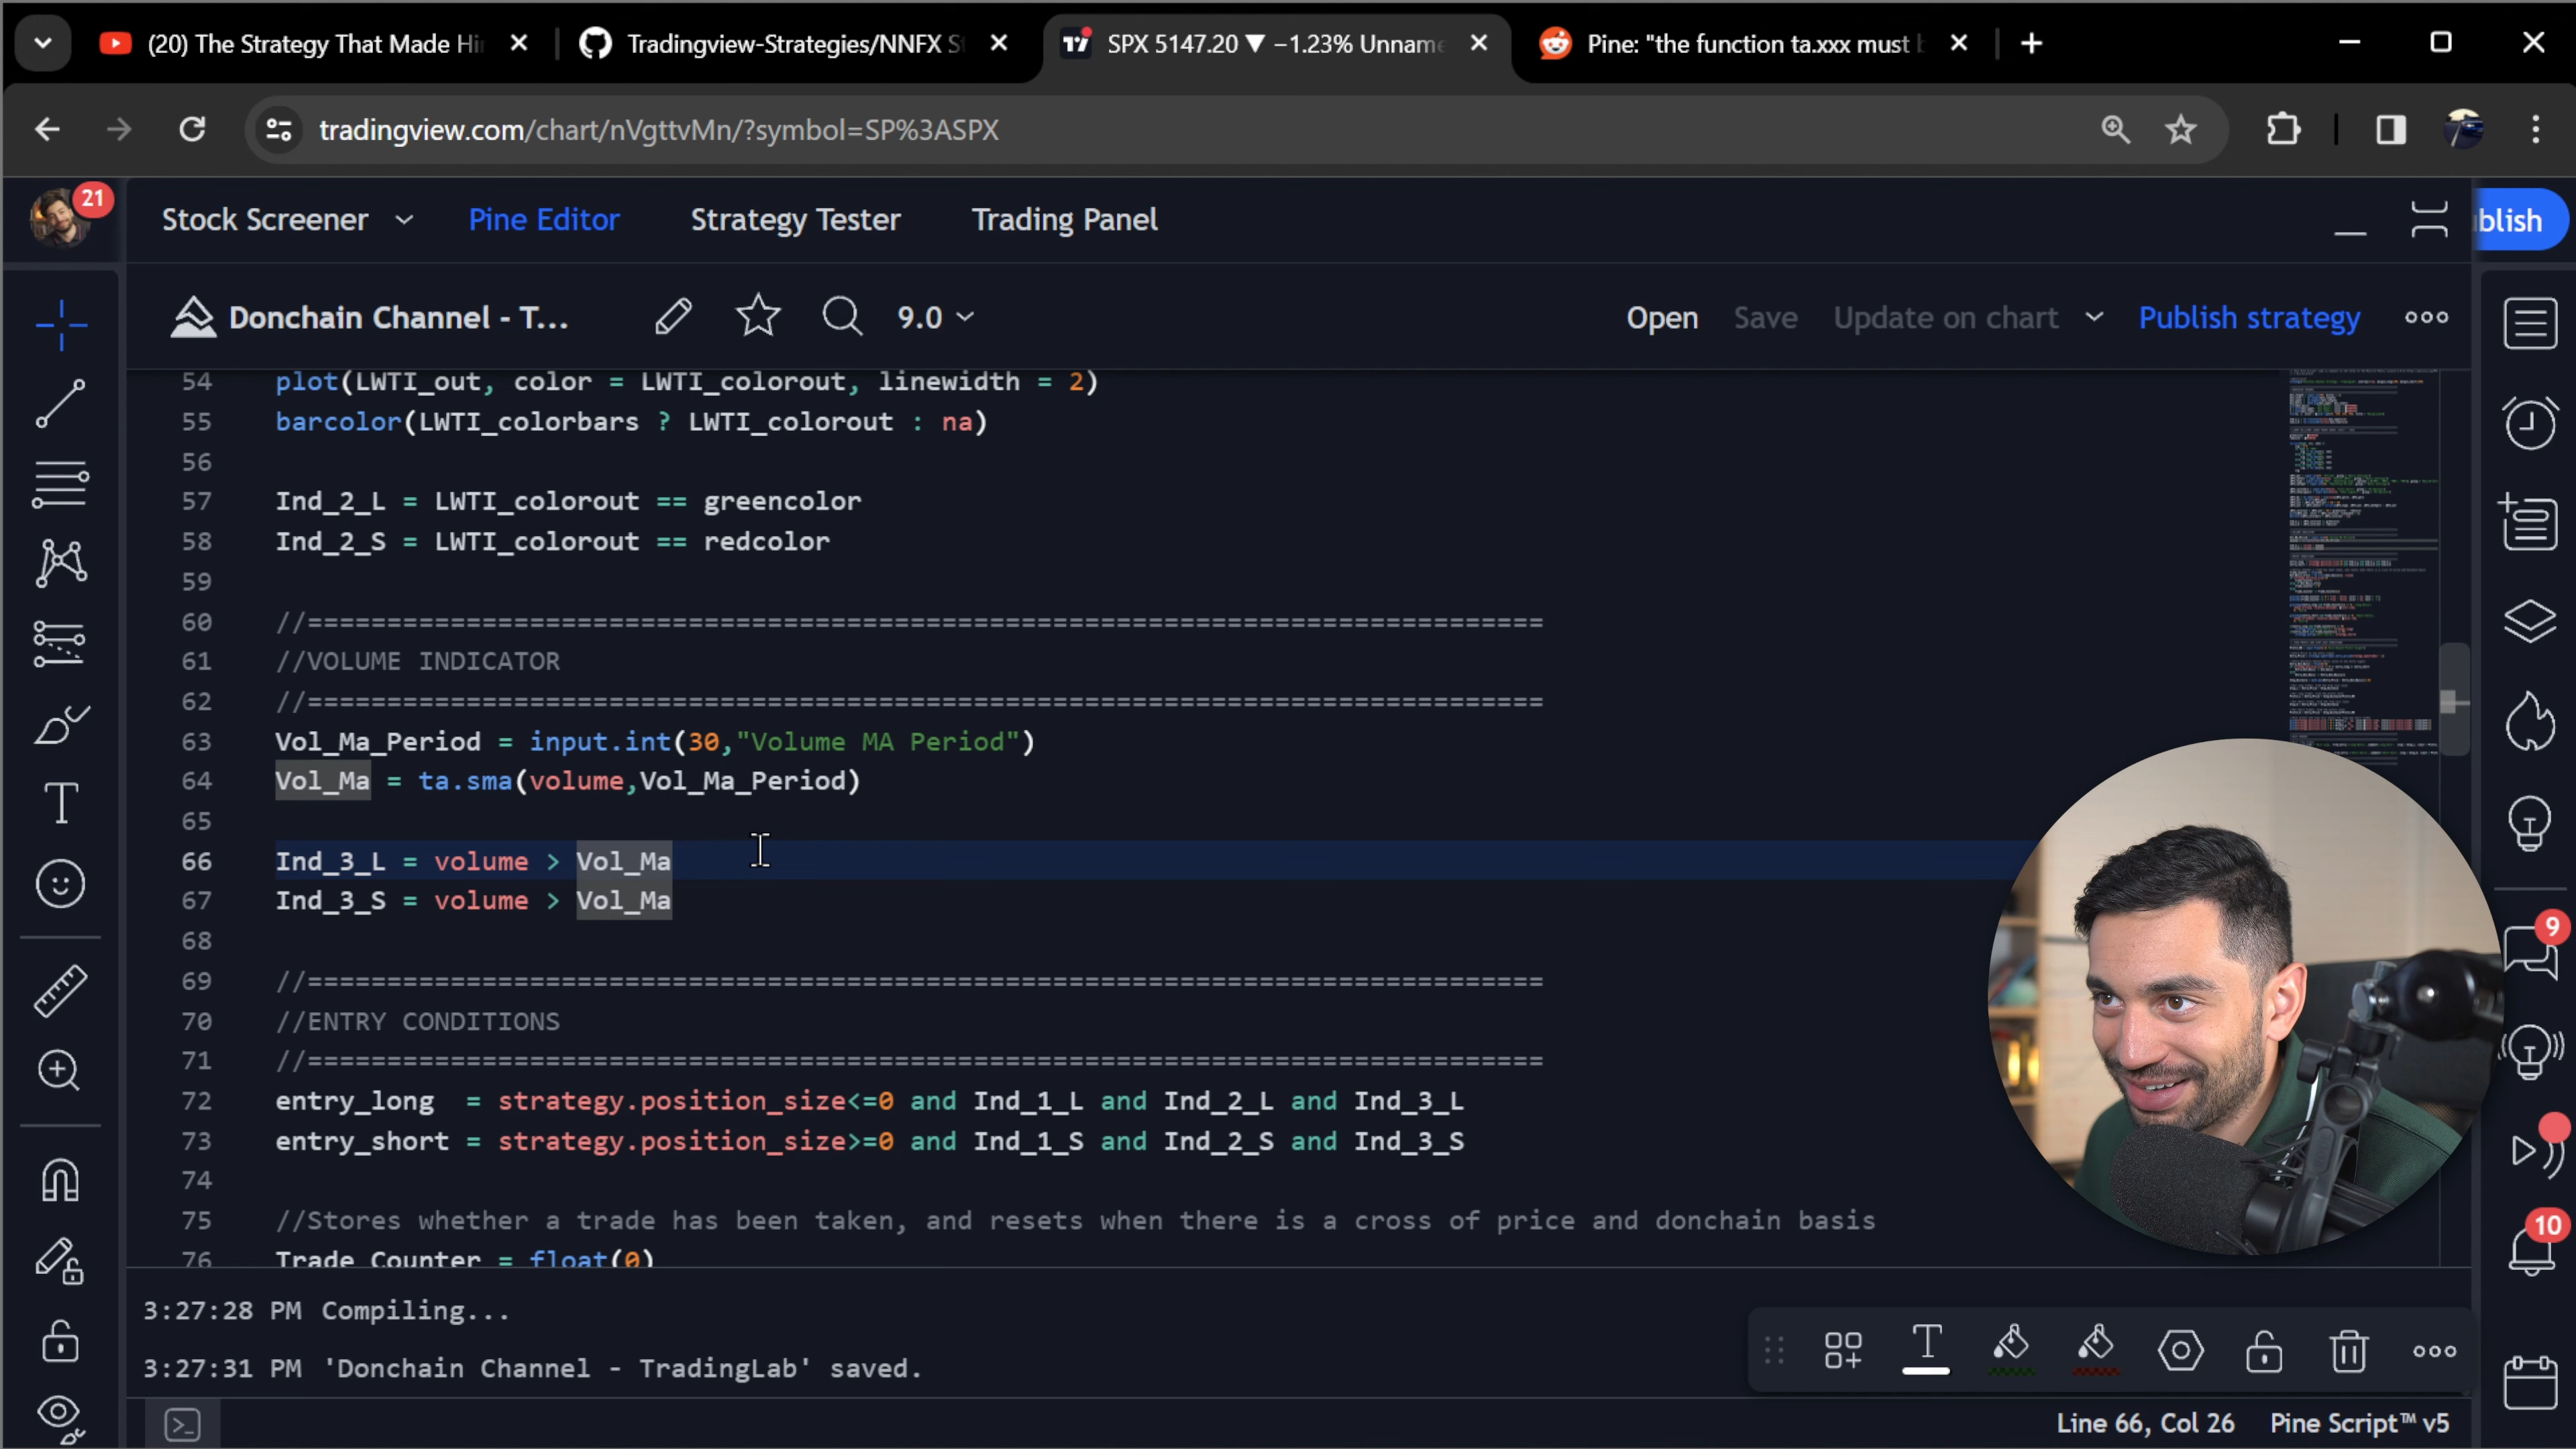 (20) The Strategy That Made Hi
Tradingview-Strategies/NNFX S
SPX 5147.20 ▼ −1.23% Unname
Pine: "the function ta.xxx must
tradingview.com/chart/nVgttvMn/?symbol=SP%3ASPX
21
Stock Screener
Pine Editor
Strategy Tester
Trading Panel
blish
Donchain Channel - T...
9.0
Open
Save
Update on chart
Publish strategy
54 plot(LWTI_out, color = LWTI_colorout, linewidth = 2)
55 barcolor(LWTI_colorbars ? LWTI_colorout : na)
56
57 Ind_2_L = LWTI_colorout == greencolor
58 Ind_2_S = LWTI_colorout == redcolor
59
60 //==============================================================================
61 //VOLUME INDICATOR
62 //==============================================================================
63 Vol_Ma_Period = input.int(30,"Volume MA Period")
64 Vol_Ma = ta.sma(volume,Vol_Ma_Period)
65
66 Ind_3_L = volume > Vol_Ma
67 Ind_3_S = volume > Vol_Ma
68
69 //==============================================================================
70 //ENTRY CONDITIONS
71 //==============================================================================
72 entry_long  = strategy.position_size<=0 and Ind_1_L and Ind_2_L and Ind_3_L
73 entry_short = strategy.position_size>=0 and Ind_1_S and Ind_2_S and Ind_3_S
74
75 //Stores whether a trade has been taken, and resets when there is a cross of price and donchain basis
76 Trade_Counter = float(0)
9
10
3:27:28 PM Compiling...
3:27:31 PM 'Donchain Channel - TradingLab' saved.
Line 66, Col 26
Pine Script™ v5